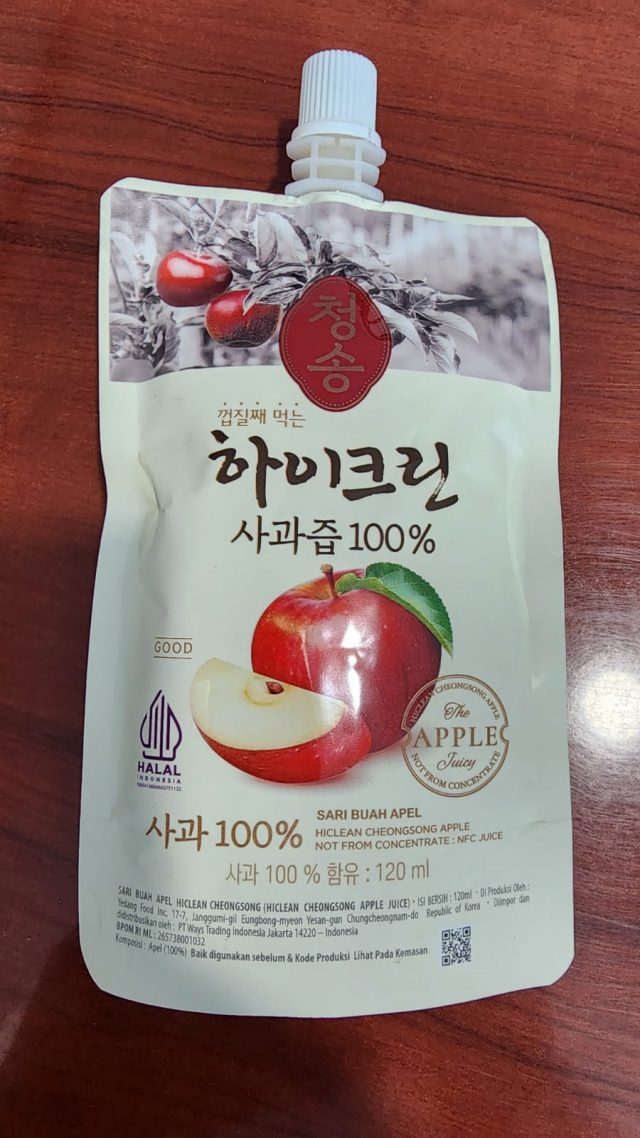 청송
껍질째 먹는
하이크린
사과즙 100%
GOOD
HICLEAN CHEONGSONG APPLE
The
APPLE
Juicy
NOT FROM CONCENTRATE
HALAL
INDONESIA
사과 100%
SARI BUAH APEL
HICLEAN CHEONGSONG APPLE
NOT FROM CONCENTRATE : NFC JUICE
사과 100 % 함유 : 120 ml
SARI BUAH APEL HICLEAN CHEONGSONG (HICLEAN CHEONGSONG APPLE JUICE) · ISI BERSIH : 120ml · Di Produksi Oleh :
Yedang Food Inc. 17-7, Janggumi-gil Eungbong-myeon Yesan-gun Chungcheongnam-do Republic of Korea · Diimpor dan
didistribusikan oleh : PT Ways Trading Indonesia Jakarta 14220 – Indonesia
BPOM RI ML : 265738001032
Komposisi : Apel (100%) Baik digunakan sebelum & Kode Produksi Lihat Pada Kemasan